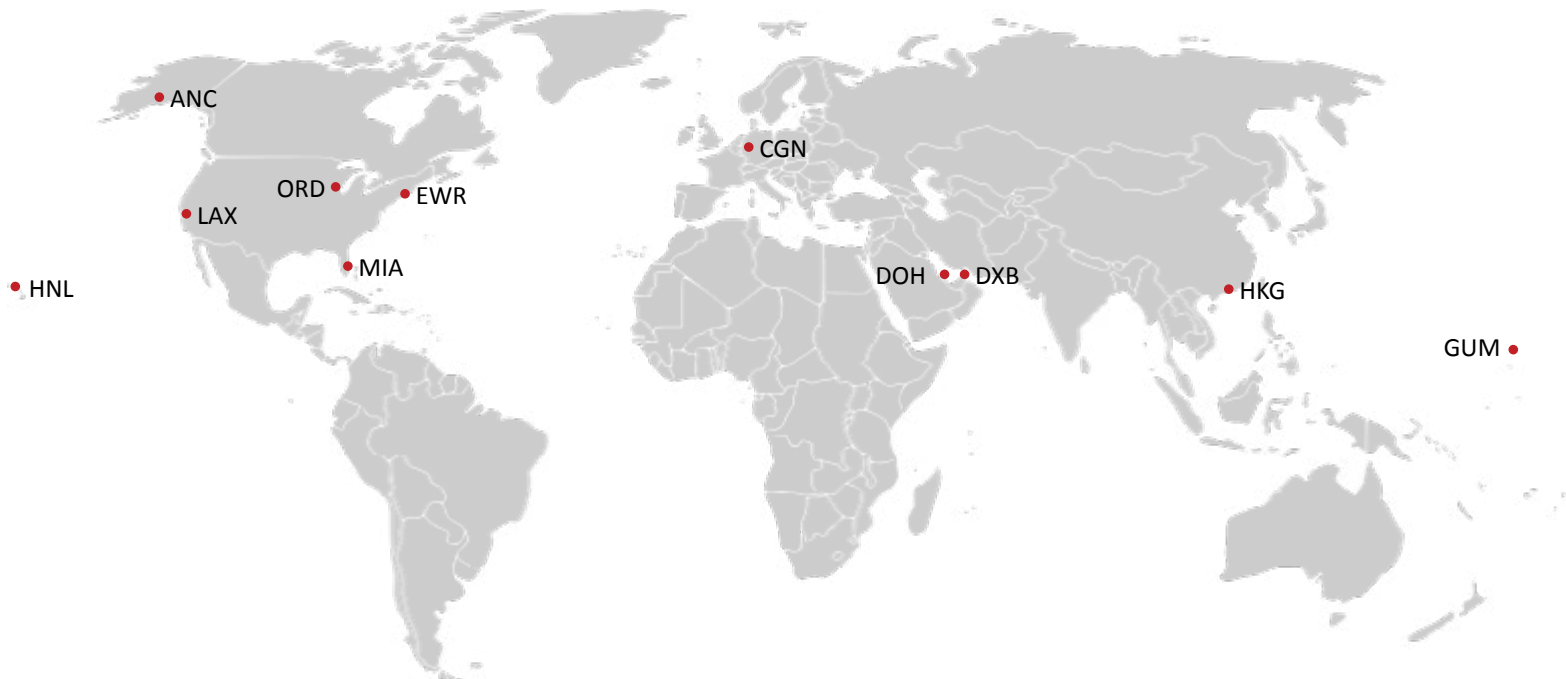 ANC
CGN
ORD
EWR
LAX
MIA
DOH
DXB
HNL
HKG
GUM